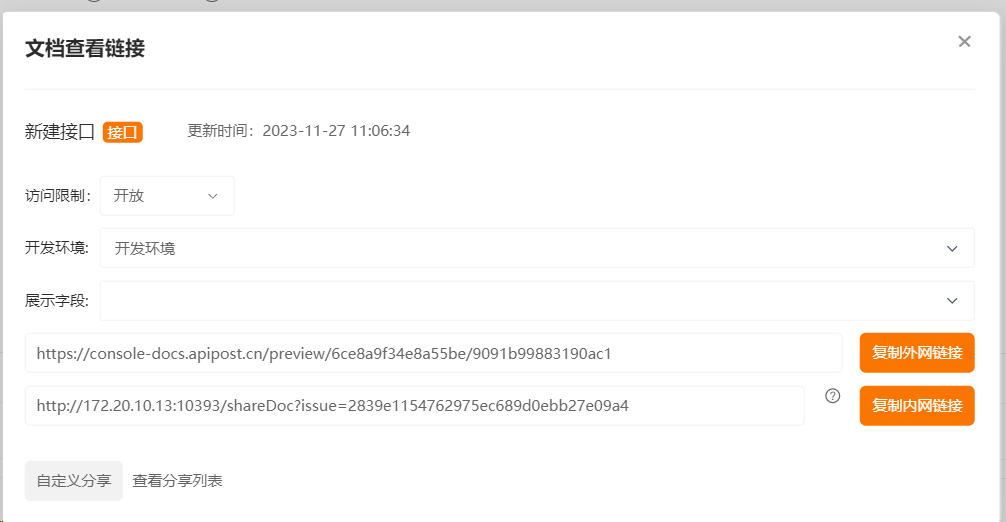 文档查看链接
新建接口 接口 更新时间：2023-11-27 11:06:34
访问限制： 开放
开发环境: 开发环境
展示字段:
https://console-docs.apipost.cn/preview/6ce8a9f34e8a55be/9091b99883190ac1 复制外网链接
http://172.20.10.13:10393/shareDoc?issue=2839e1154762975ec689d0ebb27e09a4 复制内网链接
自定义分享 查看分享列表